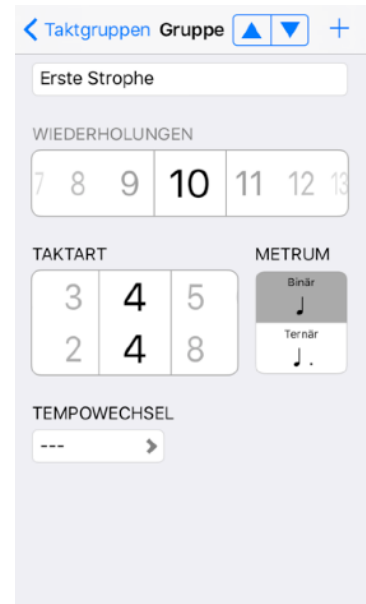 Taktgruppen Gruppe
Erste Strophe
WIEDERHOLUNGEN
7 8 9 10 11 12 13
TAKTART METRUM
3 4 5 Binär
2 4 8 Ternär
TEMPOWECHSEL
---